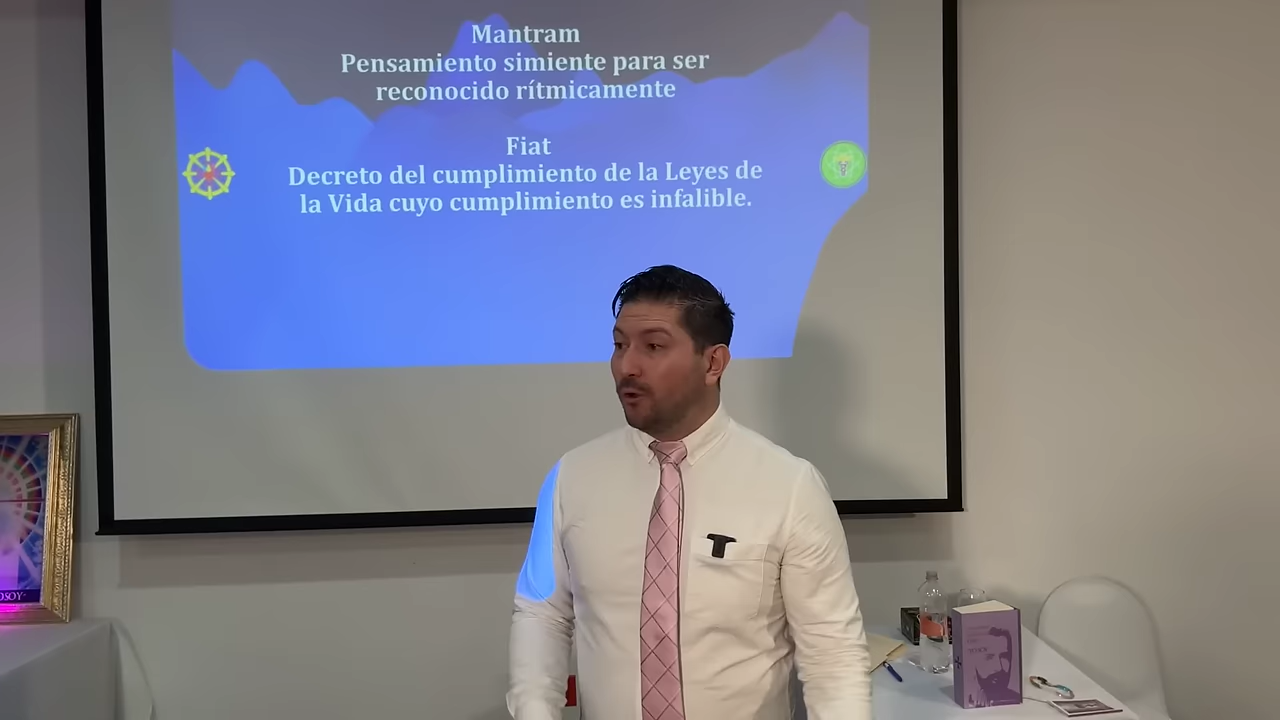 Mantram
Pensamiento simiente para ser
reconocido rítmicamente
Fiat
Decreto del cumplimiento de la Leyes de
la Vida cuyo cumplimiento es infalible.